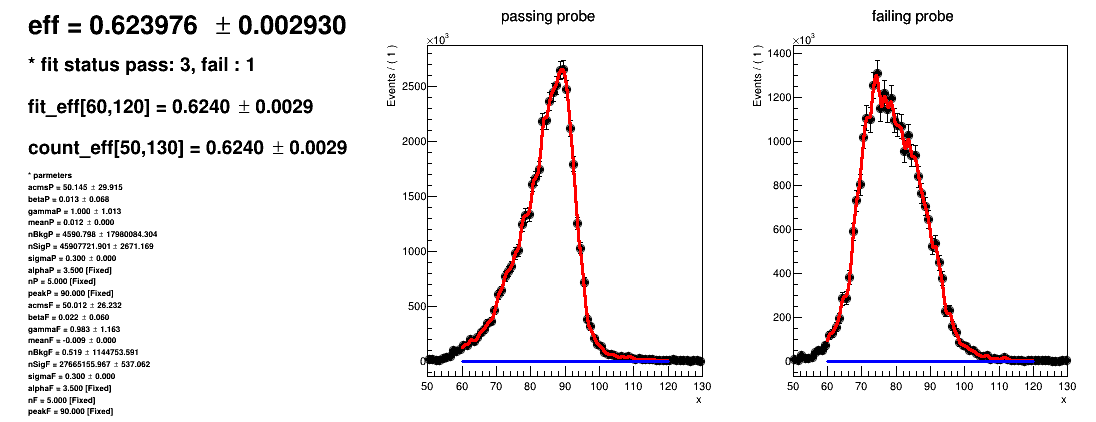 eff = 0.623976 ± 0.002930
* fit status pass: 3, fail : 1
fit_eff[60,120] = 0.6240 ± 0.0029
count_eff[50,130] = 0.6240 ± 0.0029
* parmeters
acmsP = 50.145 ± 29.915
betaP = 0.013 ± 0.068
gammaP = 1.000 ± 1.013
meanP = 0.012 ± 0.000
nBkgP = 4590.798 ± 17980084.304
nSigP = 45907721.901 ± 2671.169
sigmaP = 0.300 ± 0.000
alphaP = 3.500 [Fixed]
nP = 5.000 [Fixed]
peakP = 90.000 [Fixed]
acmsF = 50.012 ± 26.232
betaF = 0.022 ± 0.060
gammaF = 0.983 ± 1.163
meanF = -0.009 ± 0.000
nBkgF = 0.519 ± 1144753.591
nSigF = 27665155.967 ± 537.062
sigmaF = 0.300 ± 0.000
alphaF = 3.500 [Fixed]
nF = 5.000 [Fixed]
peakF = 90.000 [Fixed]
passing probe
×10³
Events / ( 1 )
2500
2000
1500
1000
500
0
50 60 70 80 90 100 110 120 130
x
failing probe
×10³
Events / ( 1 )
1400
1200
1000
800
600
400
200
0
50 60 70 80 90 100 110 120 130
x